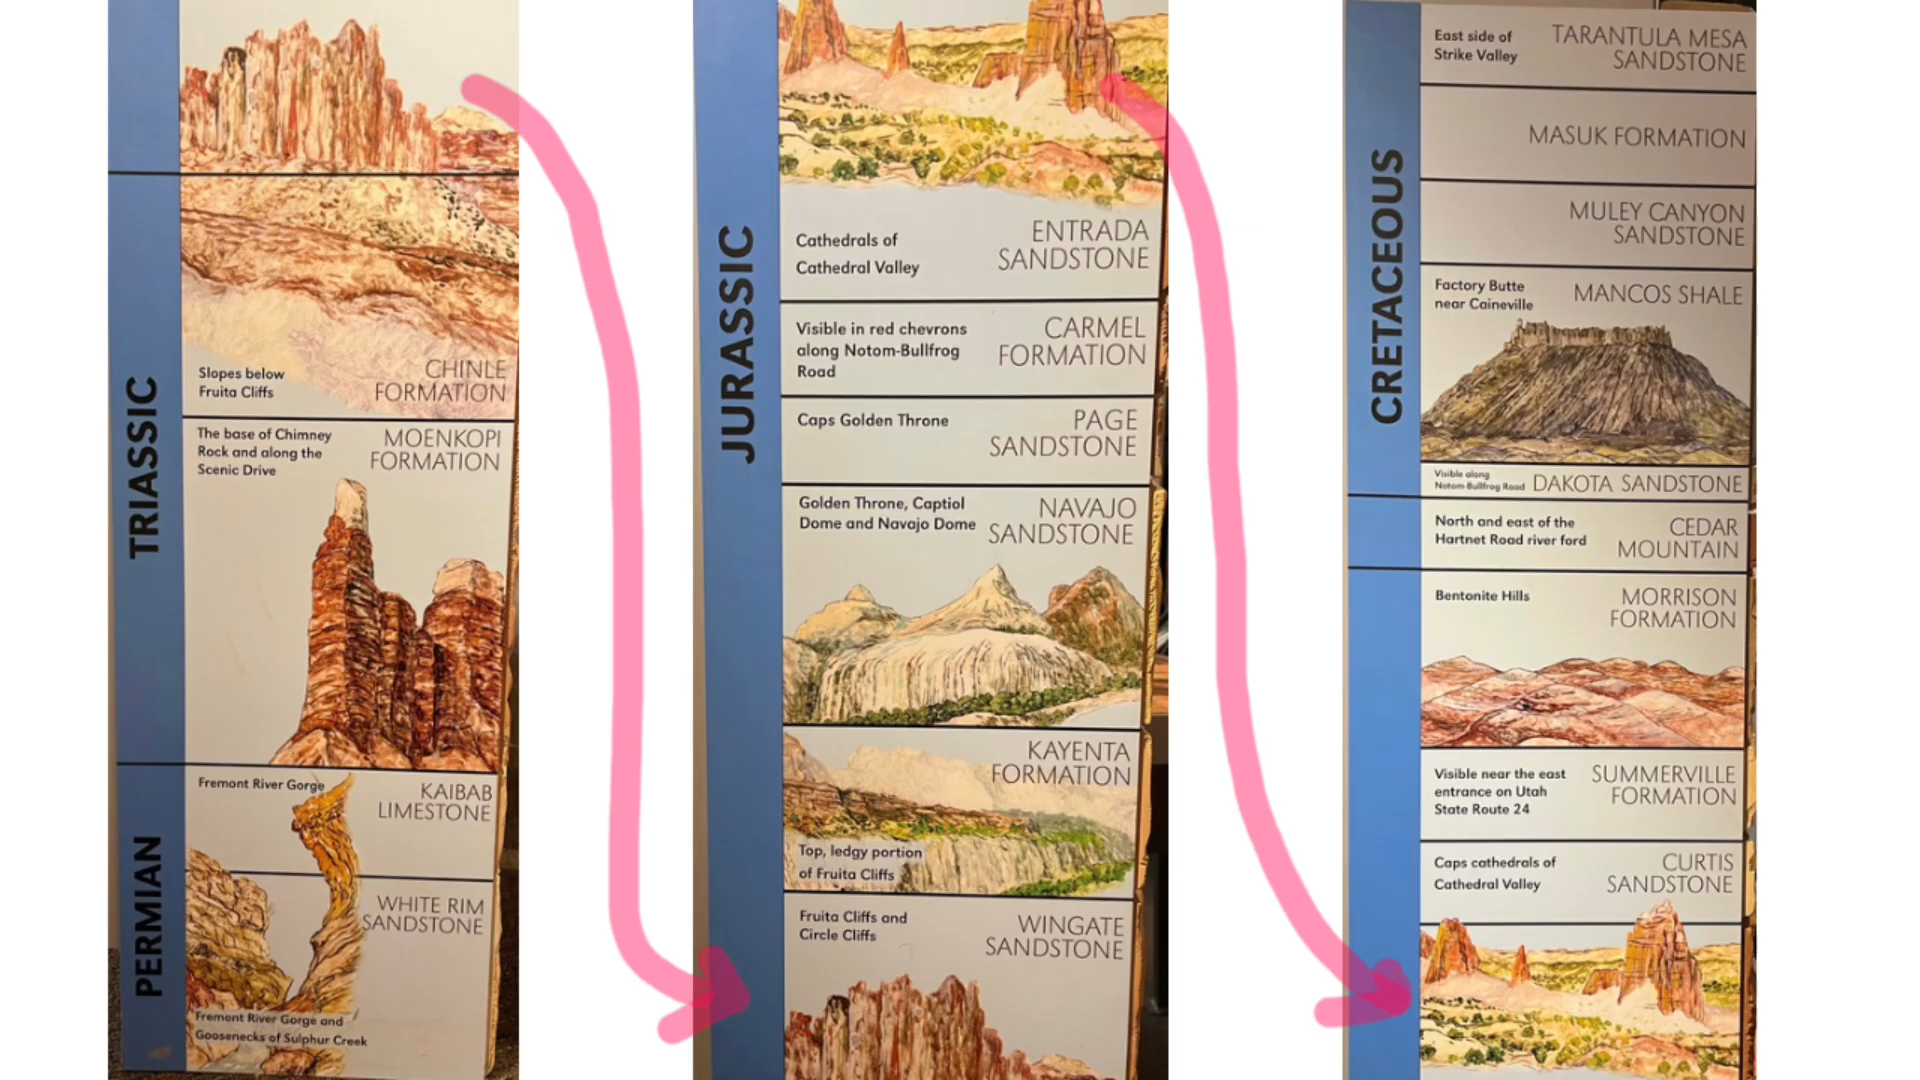 TRIASSIC
Slopes below
Fruita Cliffs
CHINLE
FORMATION
The base of Chimney
Rock and along the
Scenic Drive
MOENKOPI
FORMATION
PERMIAN
Fremont River Gorge
KAIBAB
LIMESTONE
WHITE RIM
SANDSTONE
Fremont River Gorge and
Goosenecks of Sulphur Creek
JURASSIC
Cathedrals of
Cathedral Valley
ENTRADA
SANDSTONE
Visible in red chevrons
along Notom-Bullfrog
Road
CARMEL
FORMATION
Caps Golden Throne
PAGE
SANDSTONE
Golden Throne, Captiol
Dome and Navajo Dome
NAVAJO
SANDSTONE
KAYENTA
FORMATION
Top, ledgy portion
of Fruita Cliffs
Fruita Cliffs and
Circle Cliffs
WINGATE
SANDSTONE
CRETACEOUS
East side of
Strike Valley
TARANTULA MESA
SANDSTONE
MASUK FORMATION
MULEY CANYON
SANDSTONE
Factory Butte
near Caineville
MANCOS SHALE
Visible along
Notom-Bullfrog Road
DAKOTA SANDSTONE
North and east of the
Hartnet Road river ford
CEDAR
MOUNTAIN
Bentonite Hills
MORRISON
FORMATION
Visible near the east
entrance on Utah
State Route 24
SUMMERVILLE
FORMATION
Caps cathedrals of
Cathedral Valley
CURTIS
SANDSTONE